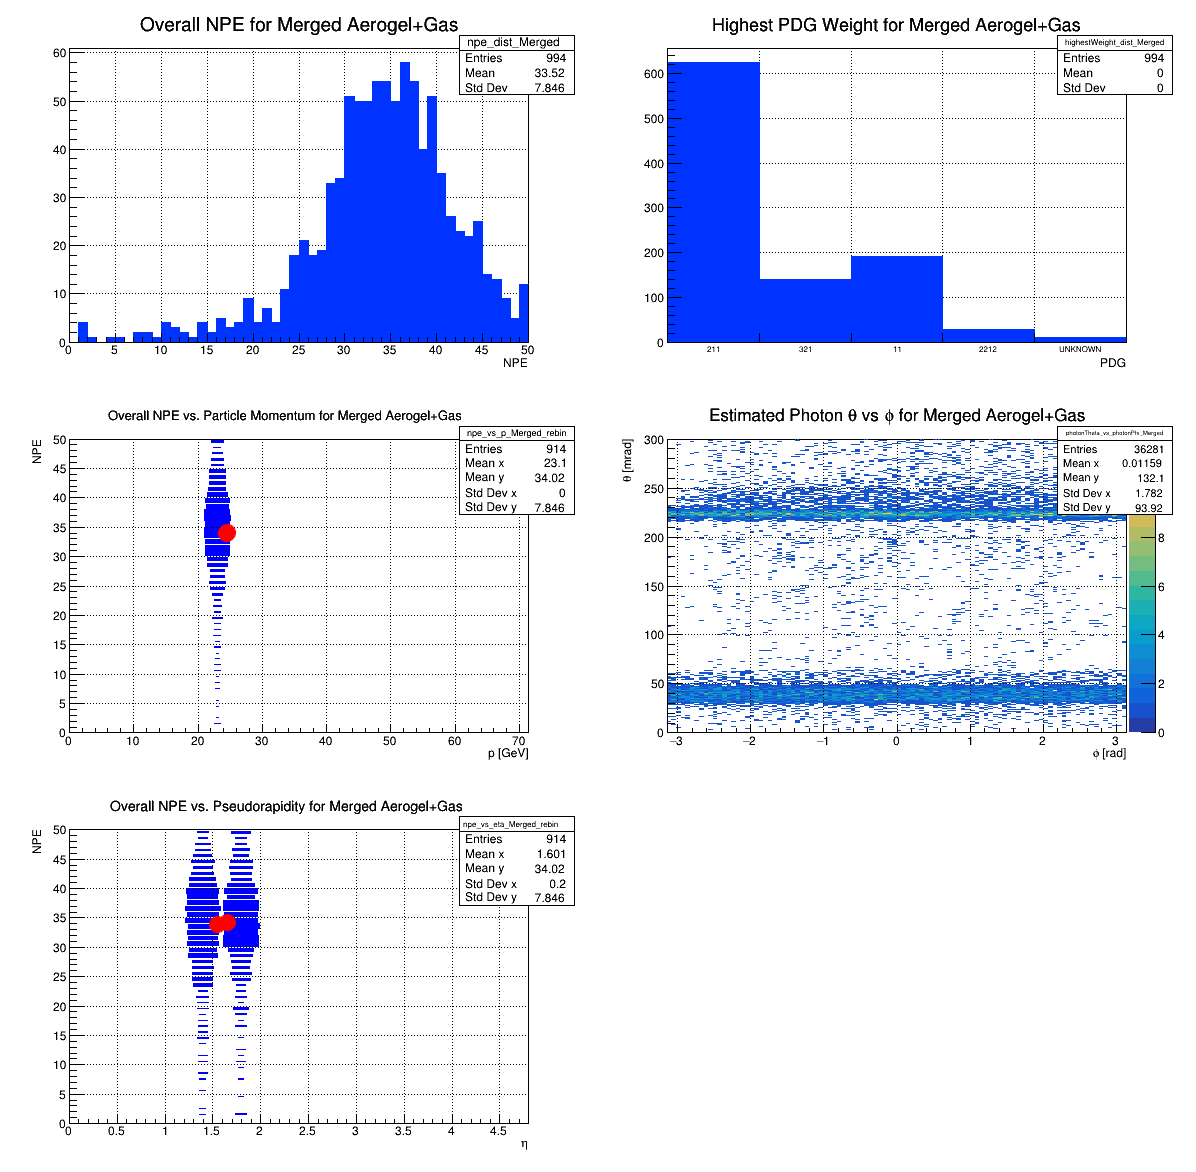 Overall NPE for Merged Aerogel+Gas
npe_dist_Merged
Entries 994
Mean 33.52
Std Dev 7.846
60
50
40
30
20
10
0
0 5 10 15 20 25 30 35 40 45 50
NPE
Highest PDG Weight for Merged Aerogel+Gas
highestWeight_dist_Merged
Entries 994
Mean 0
Std Dev 0
600
500
400
300
200
100
0
211 321 11 2212 UNKNOWN
PDG
Overall NPE vs. Particle Momentum for Merged Aerogel+Gas
npe_vs_p_Merged_rebin
Entries 914
Mean x 23.1
Mean y 34.02
Std Dev x 0
Std Dev y 7.846
NPE
50
45
40
35
30
25
20
15
10
5
0
0 10 20 30 40 50 60 70
p [GeV]
Estimated Photon θ vs ϕ for Merged Aerogel+Gas
photonTheta_vs_photonPhi_Merged
Entries 36281
Mean x 0.01159
Mean y 132.1
Std Dev x 1.782
Std Dev y 93.92
θ [mrad]
300
250
200
150
100
50
0
−3 −2 −1 0 1 2 3
ϕ [rad]
8
6
4
2
0
Overall NPE vs. Pseudorapidity for Merged Aerogel+Gas
npe_vs_eta_Merged_rebin
Entries 914
Mean x 1.601
Mean y 34.02
Std Dev x 0.2
Std Dev y 7.846
NPE
50
45
40
35
30
25
20
15
10
5
0
0 0.5 1 1.5 2 2.5 3 3.5 4 4.5
η